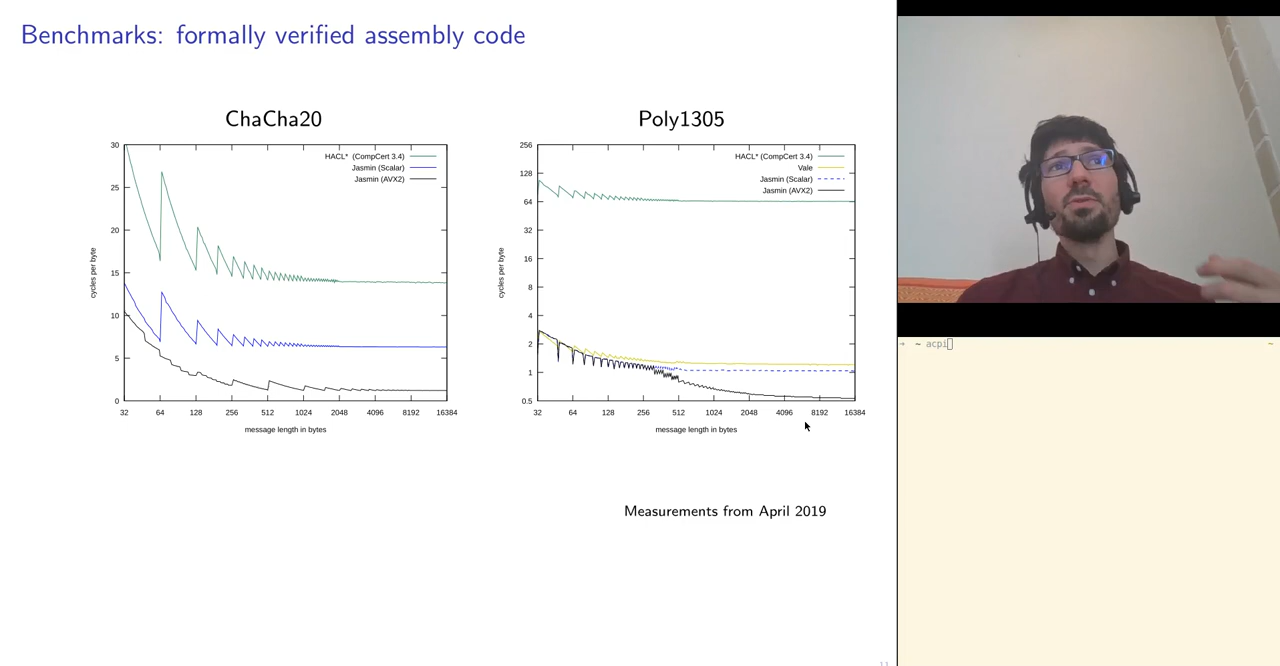 Benchmarks: formally verified assembly code
ChaCha20
30
25
20
15
10
5
0
cycles per byte
HACL* (CompCert 3.4)
Jasmin (Scalar)
Jasmin (AVX2)
32 64 128 256 512 1024 2048 4096 8192 16384
message length in bytes
Poly1305
256
128
64
32
16
8
4
2
1
0.5
cycles per byte
HACL* (CompCert 3.4)
Vale
Jasmin (Scalar)
Jasmin (AVX2)
32 64 128 256 512 1024 2048 4096 8192 16384
message length in bytes
Measurements from April 2019
→ ~ acpi ~